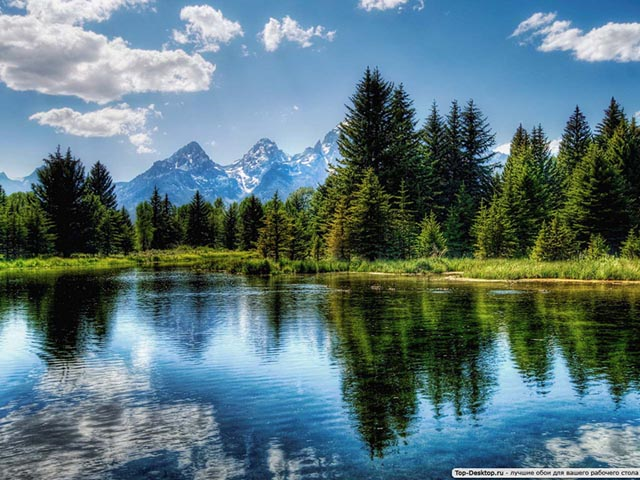 Top-Desktop.ru - лучшие обои для вашего рабочего стола